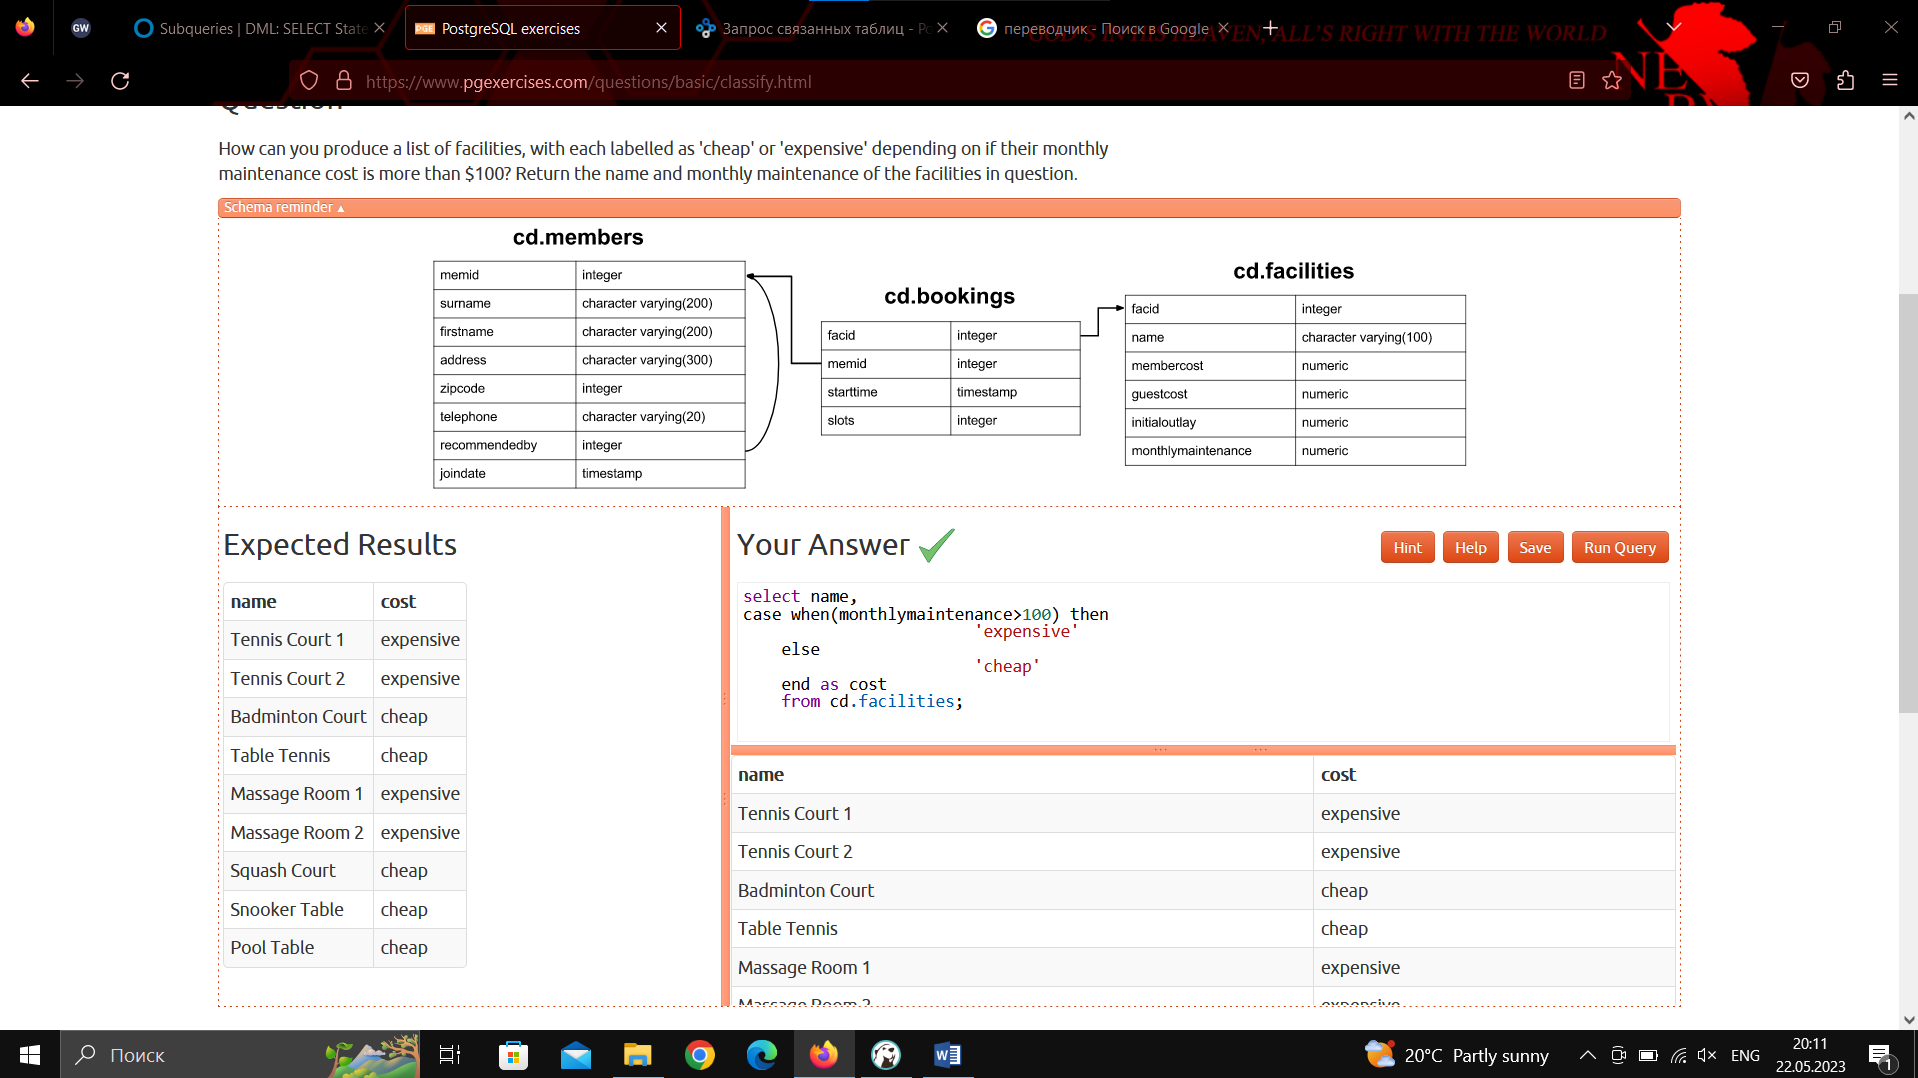 GW
Subqueries | DML: SELECT State
PGE
PostgreSQL exercises
Запрос связанных таблиц - Po
переводчик - Поиск в Google
GOD'S IN HIS HEAVEN, ALL'S RIGHT WITH THE WORLD
https://www.pgexercises.com/questions/basic/classify.html
NE
Question
How can you produce a list of facilities, with each labelled as 'cheap' or 'expensive' depending on if their monthly
maintenance cost is more than $100? Return the name and monthly maintenance of the facilities in question.
Schema reminder ▴
cd.members
memid integer
surname character varying(200)
firstname character varying(200)
address character varying(300)
zipcode integer
telephone character varying(20)
recommendedby integer
joindate timestamp
cd.bookings
facid integer
memid integer
starttime timestamp
slots integer
cd.facilities
facid integer
name character varying(100)
membercost numeric
guestcost numeric
initialoutlay numeric
monthlymaintenance numeric
Expected Results
name cost
Tennis Court 1 expensive
Tennis Court 2 expensive
Badminton Court cheap
Table Tennis cheap
Massage Room 1 expensive
Massage Room 2 expensive
Squash Court cheap
Snooker Table cheap
Pool Table cheap
Your Answer
Hint Help Save Run Query
select name,
case when(monthlymaintenance>100) then
'expensive'
else
'cheap'
end as cost
from cd.facilities;
name cost
Tennis Court 1 expensive
Tennis Court 2 expensive
Badminton Court cheap
Table Tennis cheap
Massage Room 1 expensive
Massage Room 2 expensive
Поиск
20°C Partly sunny
ENG
20:11
22.05.2023
1